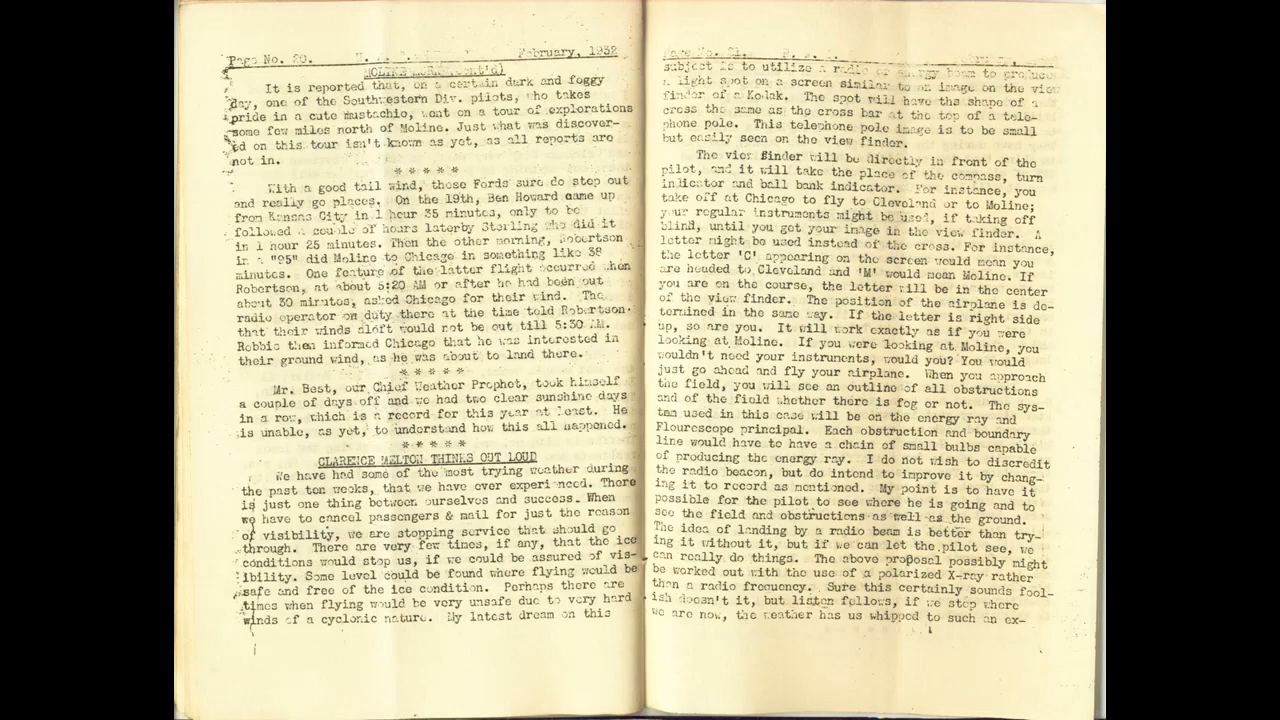 Page No. 20.
February, 1932
It is reported that, on a certain dark and foggy
day, one of the Southwestern Div. pilots, who takes
pride in a cute mustachio, went on a tour of explorations
some few miles north of Moline. Just what was discover-
ed on this tour isn't known as yet, as all reports are
not in.
* * * * *
With a good tail wind, these Fords sure do step out
and really go places. On the 19th, Ben Howard came up
from Kansas City in 1 hour 35 minutes, only to be
followed a couple of hours laterby Sterling who did it
in 1 hour 25 minutes. Then the other morning, Robertson
in a "95" did Moline to Chicago in something like 38
minutes. One feature of the latter flight occurred when
Robertson, at about 5:20 AM or after he had been out
about 30 minutes, asked Chicago for their wind. The
radio operator on duty there at the time told Robertson
that their winds aloft would not be out till 5:30 AM.
Robbie then informed Chicago that he was interested in
their ground wind, as he was about to land there.
* * * * *
Mr. Best, our Chief Weather Prophet, took himself
a couple of days off and we had two clear sunshine days
in a row, which is a record for this year at least. He
is unable, as yet, to understand how this all happened.
* * * * *
CLARENCE MELTON THINKS OUT LOUD
We have had some of the most trying weather during
the past ten weeks, that we have ever experienced. There
is just one thing between ourselves and success. When
we have to cancel passengers & mail for just the reason
of visibility, we are stopping service that should go
through. There are very few times, if any, that the ice
conditions would stop us, if we could be assured of vis-
ibility. Some level could be found where flying would be
safe and free of the ice condition. Perhaps there are
times when flying would be very unsafe due to very hard
winds of a cyclonic nature. My latest dream on this
Page No. 21.
subject is to utilize a radio or energy beam to produce
a light spot on a screen similar to an image on the view
finder of a Kodak. The spot will have the shape of a
cross the same as the cross bar at the top of a tele-
phone pole. This telephone pole image is to be small
but easily seen on the view finder.
The view finder will be directly in front of the
pilot, and it will take the place of the compass, turn
indicator and ball bank indicator. For instance, you
take off at Chicago to fly to Cleveland or to Moline;
your regular instruments might be used, if taking off
blind, until you get your image in the view finder. A
letter might be used instead of the cross. For instance,
the letter 'C' appearing on the screen would mean you
are headed to Cleveland and 'M' would mean Moline. If
you are on the course, the letter will be in the center
of the view finder. The position of the airplane is de-
termined in the same way. If the letter is right side
up, so are you. It will work exactly as if you were
looking at Moline. If you were looking at Moline, you
wouldn't need your instruments, would you? You would
just go ahead and fly your airplane. When you approach
the field, you will see an outline of all obstructions
and of the field whether there is fog or not. The sys-
tem used in this case will be on the energy ray and
Flourescope principal. Each obstruction and boundary
line would have to have a chain of small bulbs capable
of producing the energy ray. I do not wish to discredit
the radio beacon, but do intend to improve it by chang-
ing it to record as mentioned. My point is to have it
possible for the pilot to see where he is going and to
see the field and obstructions as well as the ground.
The idea of landing by a radio beam is better than try-
ing it without it, but if we can let the pilot see, we
can really do things. The above proposal possibly might
be worked out with the use of a polarized X-ray rather
than a radio frequency. Sure this certainly sounds fool-
ish doesn't it, but listen fellows, if we stop where
we are now, the weather has us whipped to such an ex-